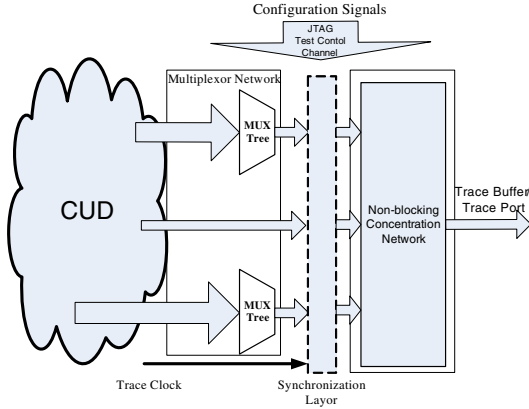 Configuration Signals
JTAG
Test Contol
Channel
Multiplexor Network
MUX
Tree
CUD
Non-blocking
Concentration
Network
Trace Buffer/
Trace Port
MUX
Tree
Trace Clock
Synchronization
Layor